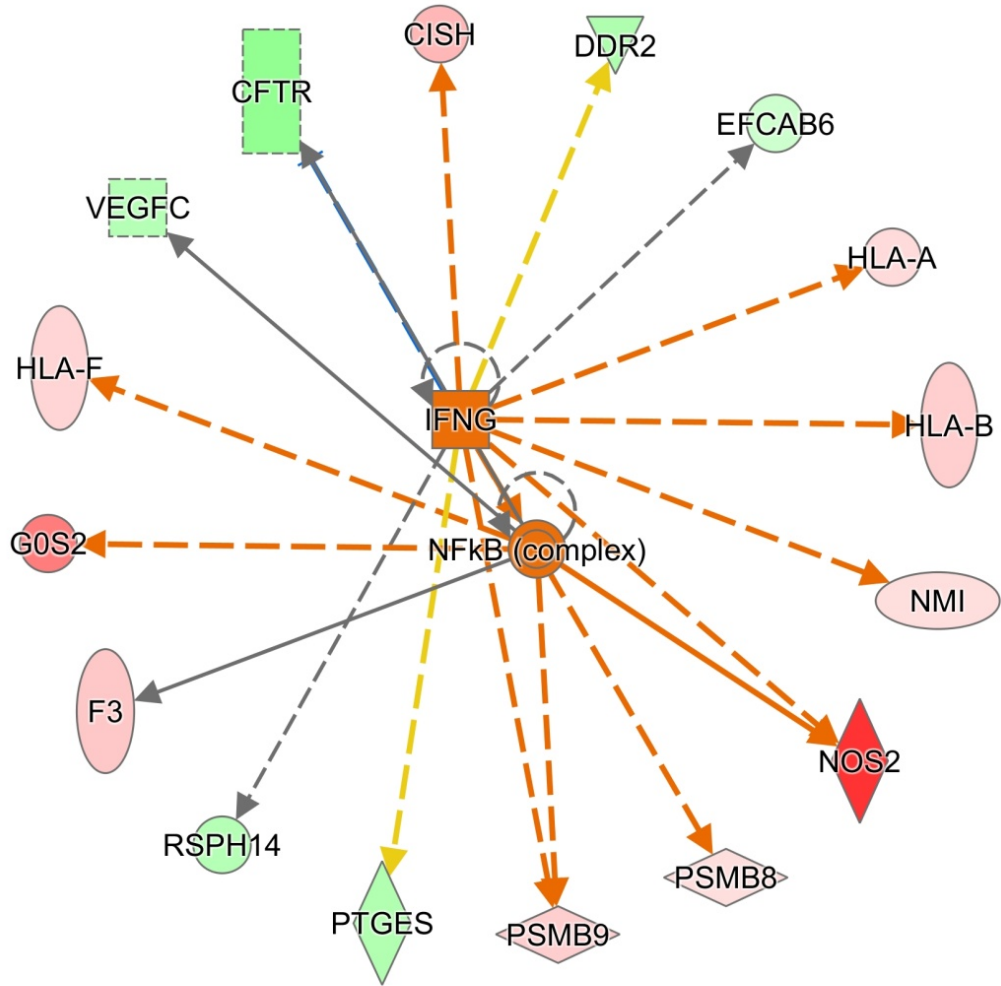 CISH
DDR2
CFTR
EFCAB6
VEGFC
HLA-A
HLA-F
IFNG
HLA-B
G0S2
NFkB (complex)
NMI
F3
NOS2
RSPH14
PSMB8
PTGES
PSMB9